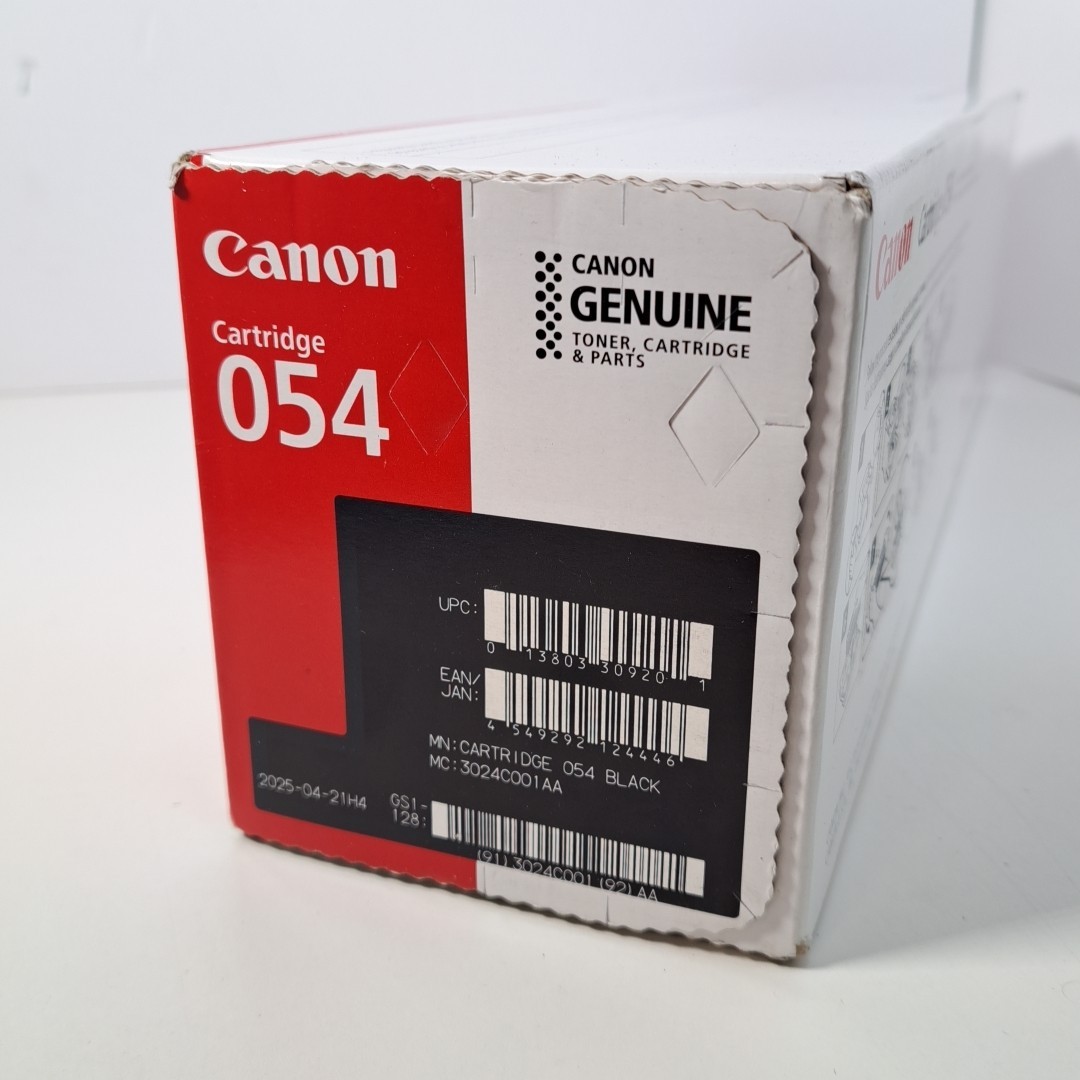 Canon
Cartridge
054
CANON
GENUINE
TONER, CARTRIDGE
& PARTS
UPC:
0 13803 30920 1
EAN/
JAN:
4 549292 124446
MN:CARTRIDGE 054 BLACK
MC:3024C001AA
2025-04-21H4
GS1-
128:
(91)3024C001(92)AA
Canon